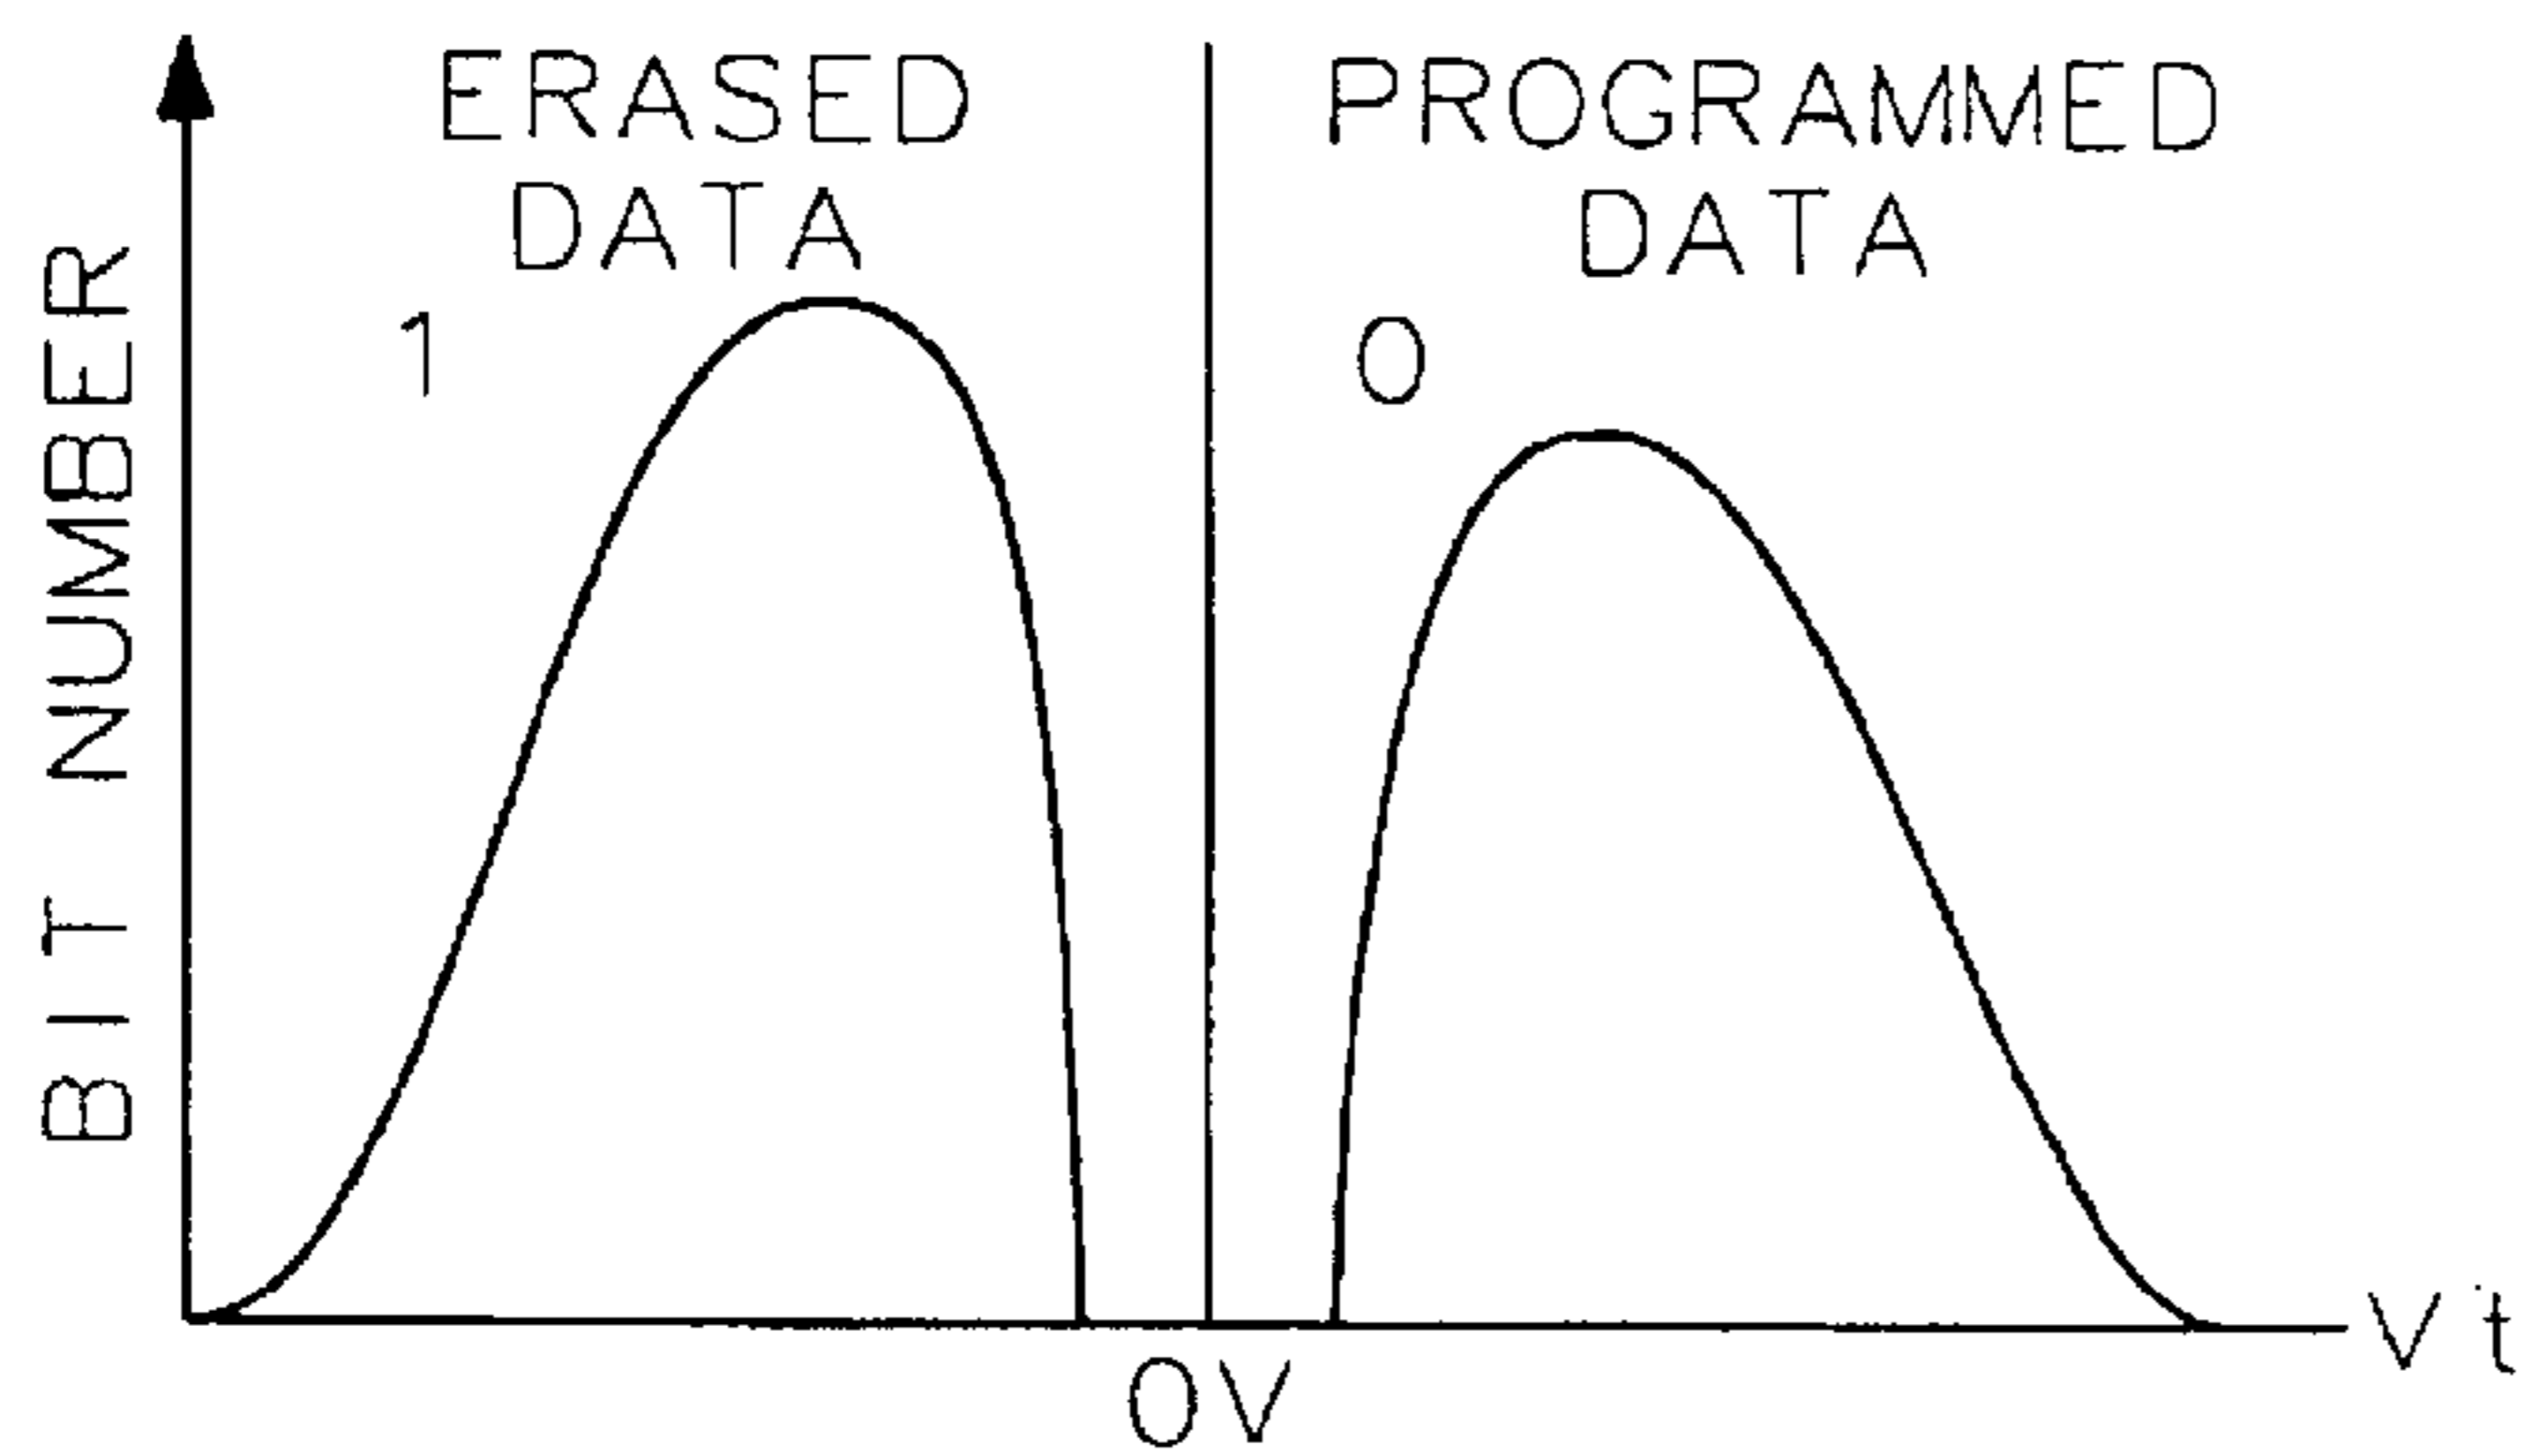 ERASED
DATA
PROGRAMMED
DATA
1
0
BIT NUMBER
0V
Vt